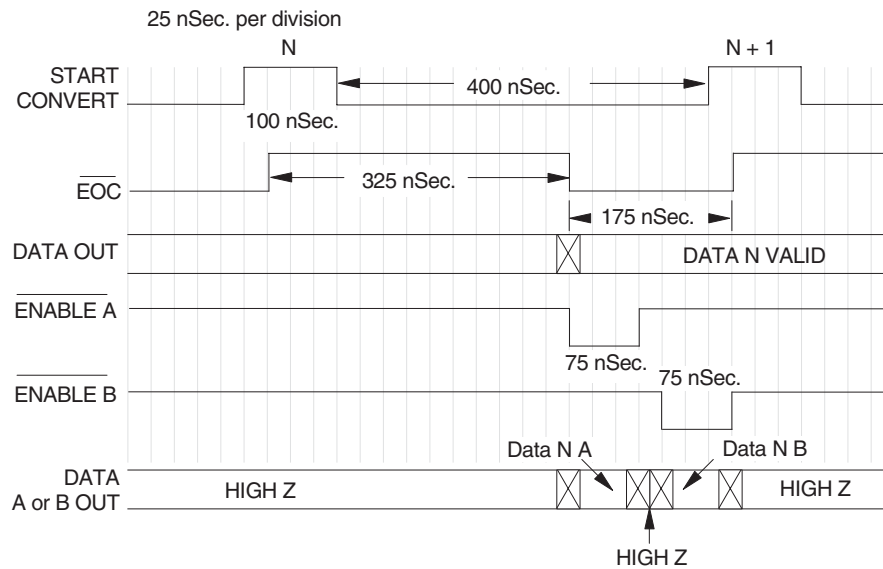 25 nSec. per division
N
N + 1
START
CONVERT
400 nSec.
100 nSec.
EOC
325 nSec.
175 nSec.
DATA OUT
DATA N VALID
ENABLE A
75 nSec.
75 nSec.
ENABLE B
Data N A
Data N B
DATA
A or B OUT
HIGH Z
HIGH Z
HIGH Z